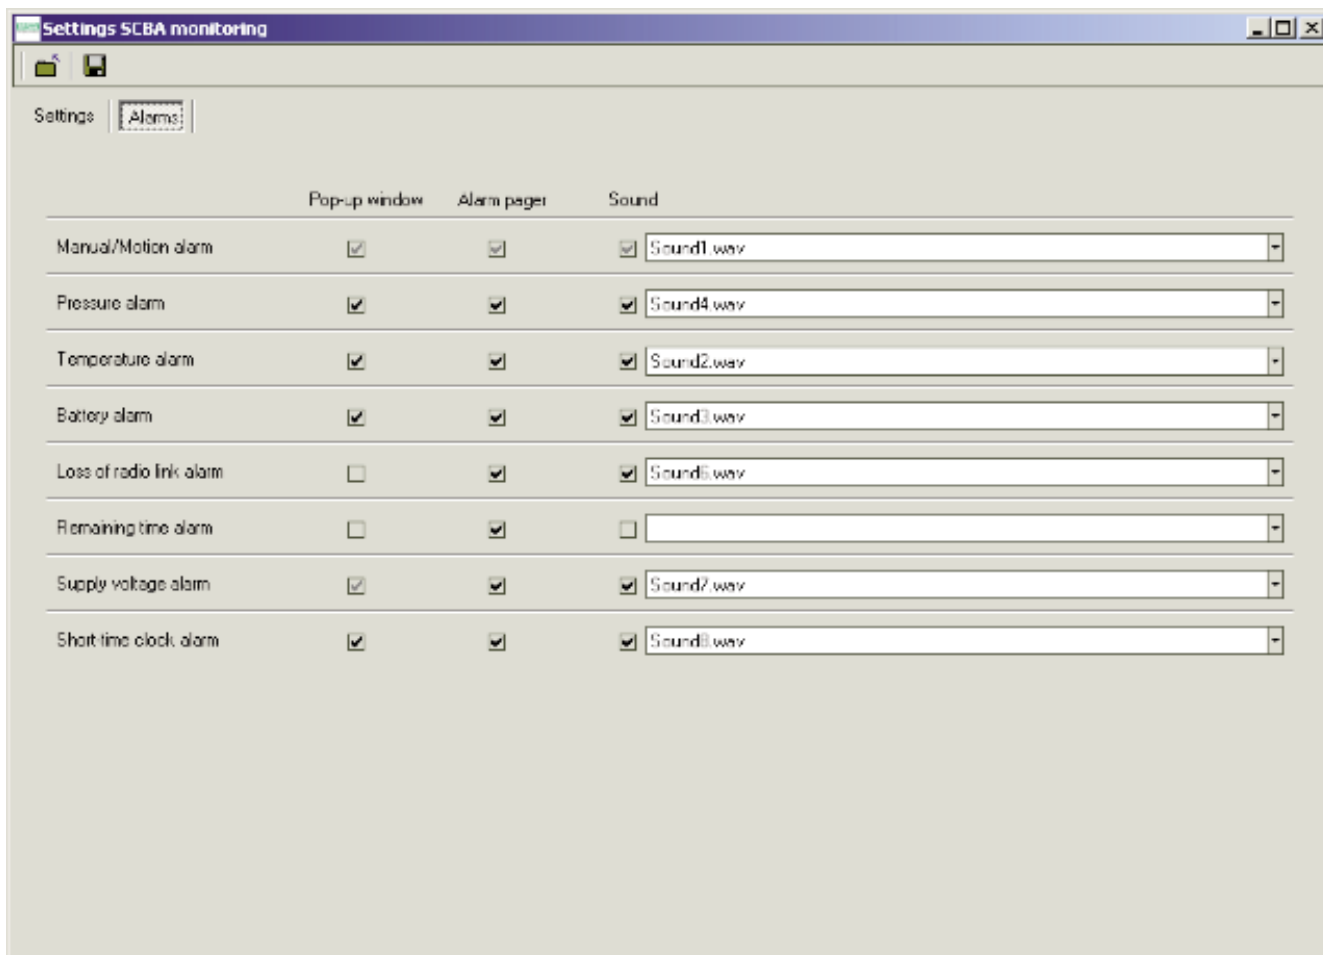 Settings SCBA monitoring
Settings Alarms
Pop-up window Alarm pager Sound
Manual/Motion alarm Sound1.wav
Pressure alarm Sound4.wav
Temperature alarm Sound2.wav
Battery alarm Sound3.wav
Loss of radio link alarm Sound6.wav
Remaining time alarm
Supply voltage alarm Sound7.wav
Short-time clock alarm Sound8.wav